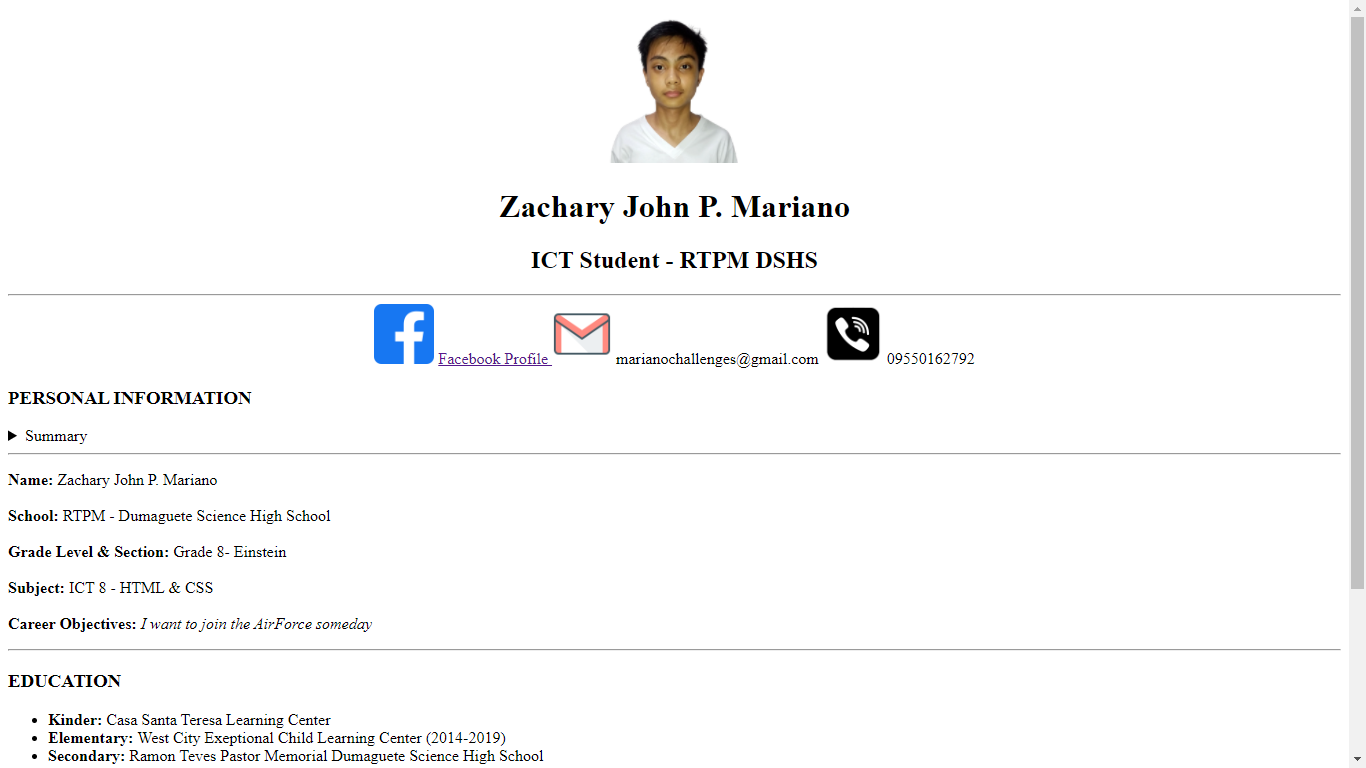 Zachary John P. Mariano
ICT Student - RTPM DSHS
Facebook Profile marianochallenges@gmail.com 09550162792
PERSONAL INFORMATION
Summary
Name: Zachary John P. Mariano
School: RTPM - Dumaguete Science High School
Grade Level & Section: Grade 8- Einstein
Subject: ICT 8 - HTML & CSS
Career Objectives: I want to join the AirForce someday
EDUCATION
Kinder: Casa Santa Teresa Learning Center
Elementary: West City Exeptional Child Learning Center (2014-2019)
Secondary: Ramon Teves Pastor Memorial Dumaguete Science High School